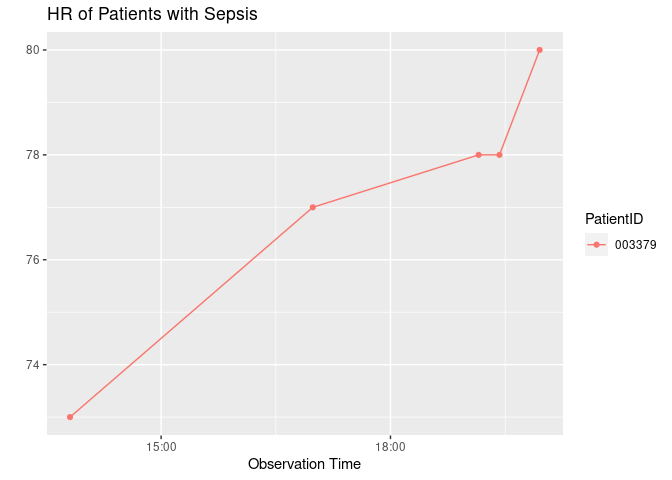 HR of Patients with Sepsis
80
78
76
74
15:00
18:00
Observation Time
PatientID
003379